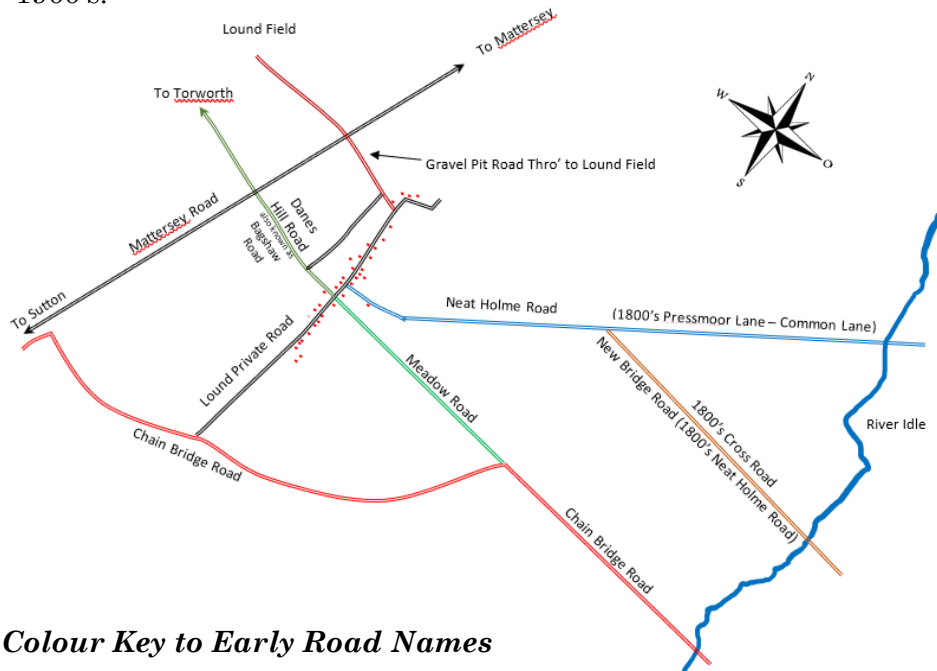 1900's.
Lound Field
To Mattersey
To Torworth
N
W
O
S
Gravel Pit Road Thro' to Lound Field
Danes
Hill Road
also known as
Bagshaw
Road
Mattersey Road
To Sutton
Neat Holme Road
(1800's Pressmoor Lane – Common Lane)
Lound Private Road
Meadow Road
New Bridge Road (1800's Neat Holme Road)
1800's Cross Road
River Idle
Chain Bridge Road
Chain Bridge Road
Colour Key to Early Road Names